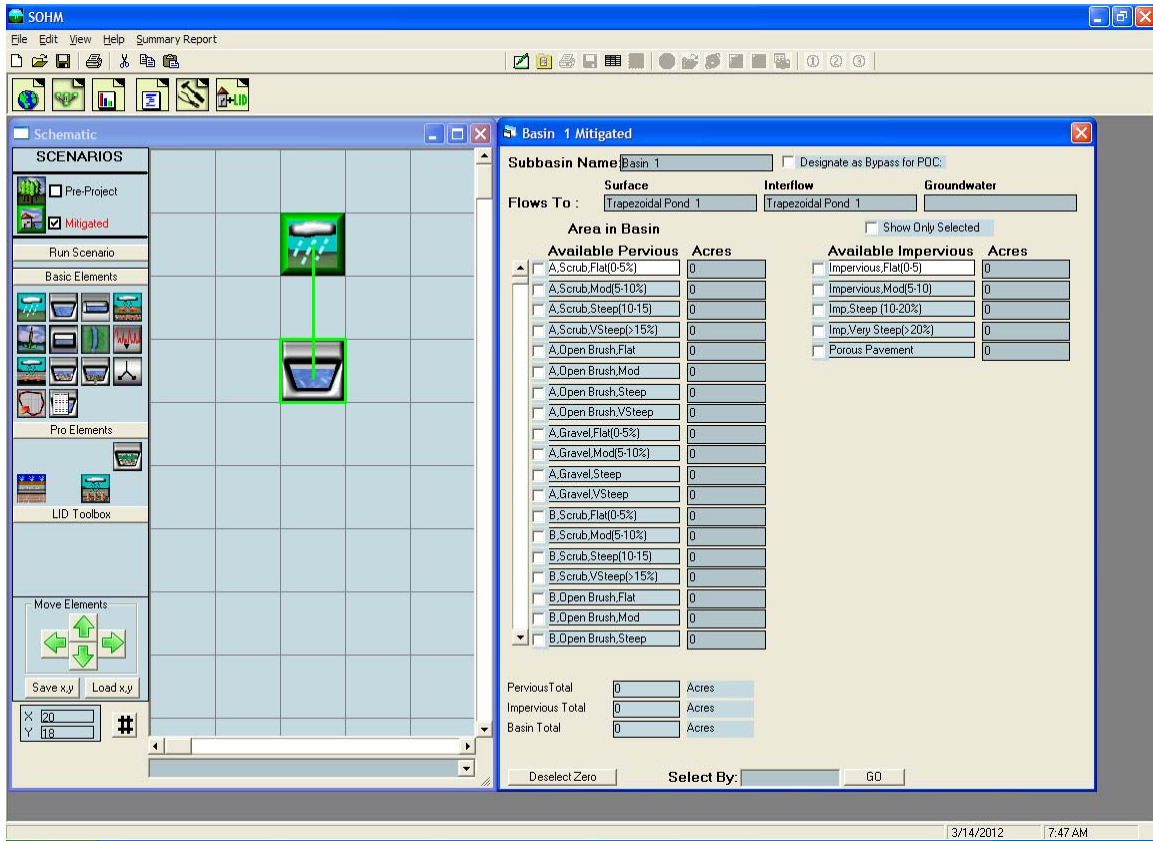 SOHM
File Edit View Help Summary Report
Schematic
SCENARIOS
Pre-Project
Mitigated
Run Scenario
Basic Elements
Pro Elements
LID Toolbox
Move Elements
Save x,y Load x,y
X 20
Y 18
#
+LID
Basin 1 Mitigated
Subbasin Name: Basin 1 Designate as Bypass for POC:
Surface Interflow Groundwater
Flows To : Trapezoidal Pond 1 Trapezoidal Pond 1
Area in Basin Show Only Selected
Available Pervious Acres Available Impervious Acres
A,Scrub,Flat(0-5%) 0 Impervious,Flat(0-5) 0
A,Scrub,Mod(5-10%) 0 Impervious,Mod(5-10) 0
A,Scrub,Steep(10-15) 0 Imp,Steep (10-20%) 0
A,Scrub,VSteep(>15%) 0 Imp,Very Steep(>20%) 0
A,Open Brush,Flat 0 Porous Pavement 0
A,Open Brush,Mod 0
A,Open Brush,Steep 0
A,Open Brush,VSteep 0
A,Gravel,Flat(0-5%) 0
A,Gravel,Mod(5-10%) 0
A,Gravel,Steep 0
A,Gravel,VSteep 0
B,Scrub,Flat(0-5%) 0
B,Scrub,Mod(5-10%) 0
B,Scrub,Steep(10-15) 0
B,Scrub,VSteep(>15%) 0
B,Open Brush,Flat 0
B,Open Brush,Mod 0
B,Open Brush,Steep 0
PerviousTotal 0 Acres
Impervious Total 0 Acres
Basin Total 0 Acres
Deselect Zero Select By: GO
3/14/2012 7:47 AM